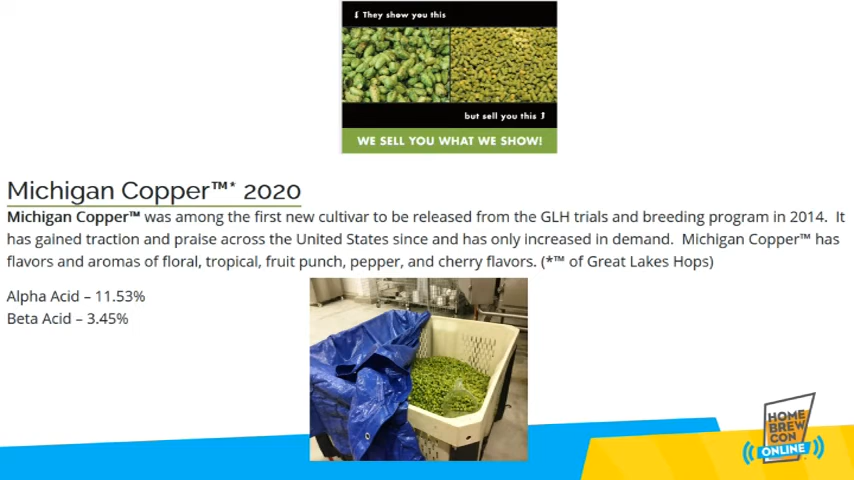 They show you this
but sell you this
WE SELL YOU WHAT WE SHOW!
Michigan Copper™* 2020
Michigan Copper™ was among the first new cultivar to be released from the GLH trials and breeding program in 2014. It
has gained traction and praise across the United States since and has only increased in demand. Michigan Copper™ has
flavors and aromas of floral, tropical, fruit punch, pepper, and cherry flavors. (*™ of Great Lakes Hops)
Alpha Acid – 11.53%
Beta Acid – 3.45%
HOME
BREW
CON
ONLINE